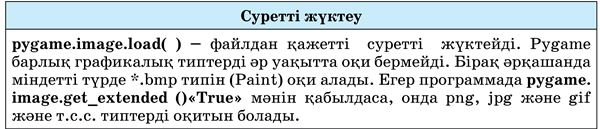 Суретті жүктеу
pygame.image.load( ) – файлдан қажетті суретті жүктейді. Pygame
барлық графикалық типтерді әр уақытта оқи бермейді. Бірақ әрқашанда
міндетті түрде *.bmp типін (Paint) оқи алады. Егер программада pygame.
image.get_extended ()«True» мәнін қабылдаса, онда png, jpg және gif
және т.с.с. типтерді оқитын болады.